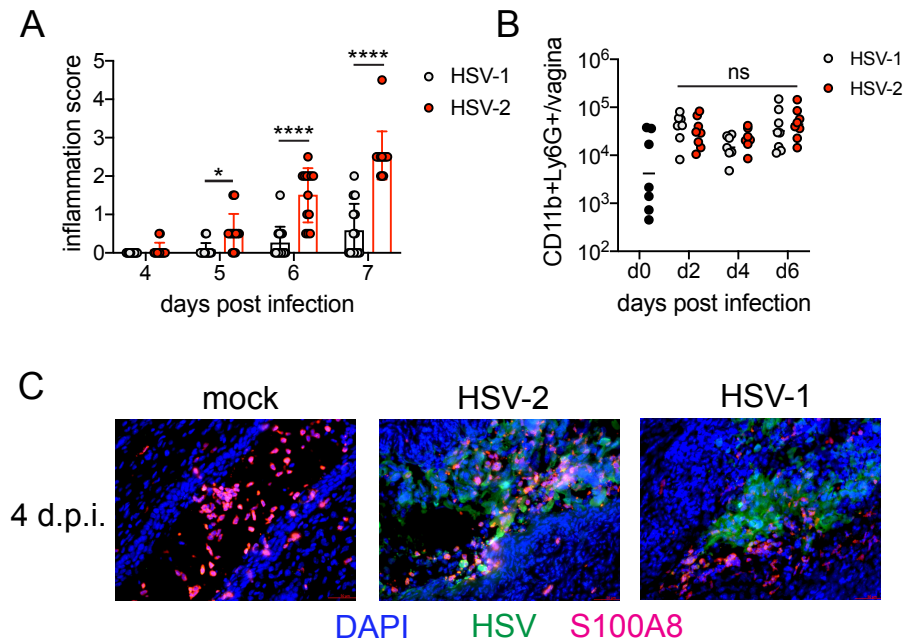 A
inflammation score
5
4
3
2
1
0
4 5 6 7
days post infection
*
****
****
HSV-1
HSV-2
B
CD11b+Ly6G+/vagina
10⁶
10⁵
10⁴
10³
10²
d0 d2 d4 d6
days post infection
ns
HSV-1
HSV-2
C
mock HSV-2 HSV-1
4 d.p.i.
DAPI HSV S100A8